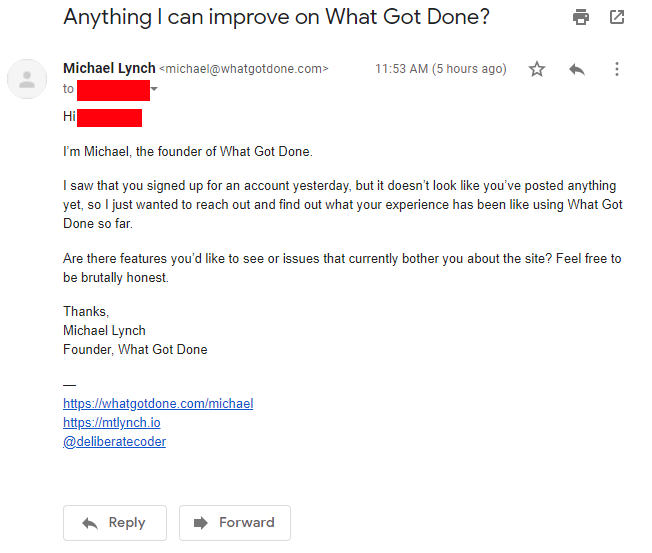 Anything I can improve on What Got Done?
Michael Lynch <michael@whatgotdone.com> 11:53 AM (5 hours ago)
to
Hi
I’m Michael, the founder of What Got Done.
I saw that you signed up for an account yesterday, but it doesn’t look like you’ve posted anything
yet, so I just wanted to reach out and find out what your experience has been like using What Got
Done so far.
Are there features you’d like to see or issues that currently bother you about the site? Feel free to
be brutally honest.
Thanks,
Michael Lynch
Founder, What Got Done
—
https://whatgotdone.com/michael
https://mtlynch.io
@deliberatecoder
Reply Forward